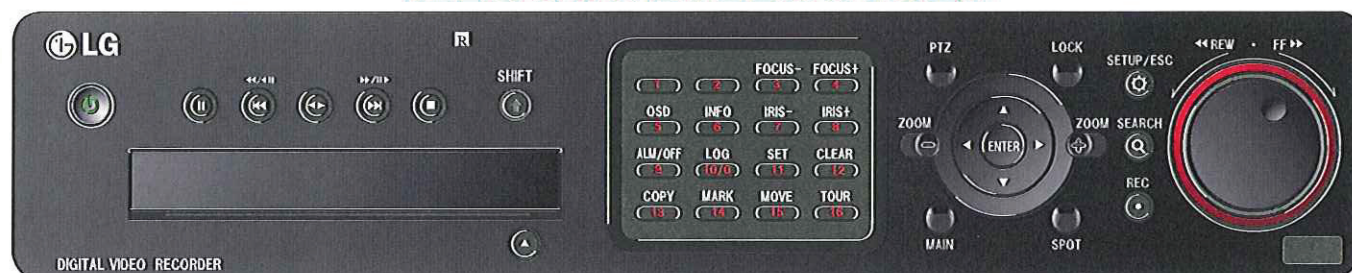 LG
R
SHIFT
1 2 FOCUS- 3 FOCUS+ 4
OSD 5 INFO 6 IRIS- 7 IRIS+ 8
ALM/OFF 9 LOG 10/0 SET 11 CLEAR 12
COPY 13 MARK 14 MOVE 15 TOUR 16
DIGITAL VIDEO RECORDER
PTZ
LOCK
ZOOM
ENTER
ZOOM
MAIN
SPOT
SETUP/ESC
SEARCH
REC
REW · FF